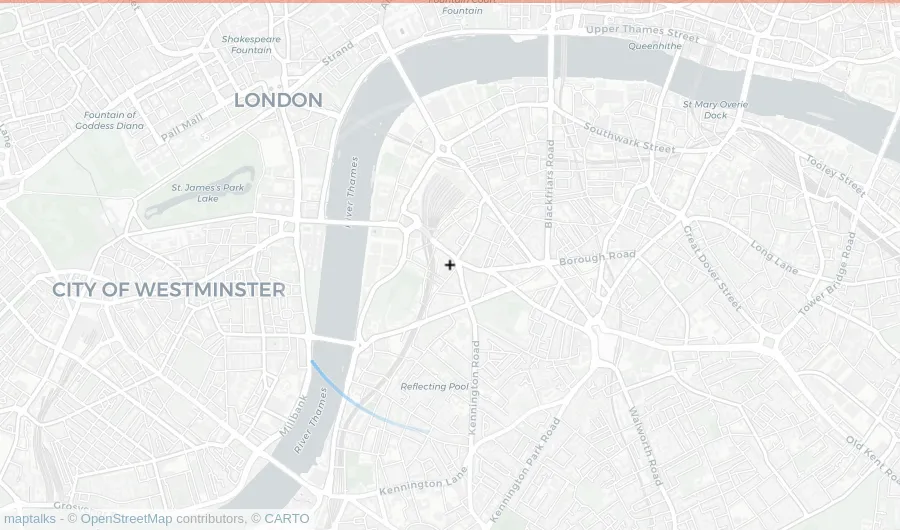 Fountain Court
Fountain
Upper Thames Street
Queenhithe
Shakespeare
Fountain
Strand
LONDON
St Mary Overie
Dock
Fountain of
Goddess Diana
Pall Mall
Lane
Southwark Street
Tooley Street
St. James's Park
Lake
River Thames
Blackfriars Road
Borough Road
Great Dover Street
Long Lane
Tower Bridge Road
CITY OF WESTMINSTER
Reflecting Pool
Kennington Road
Millbank
River Thames
Walworth Road
Old Kent Roa
Kennington Park Road
Kennington Lane
Grosve
maptalks - © OpenStreetMap contributors, © CARTO